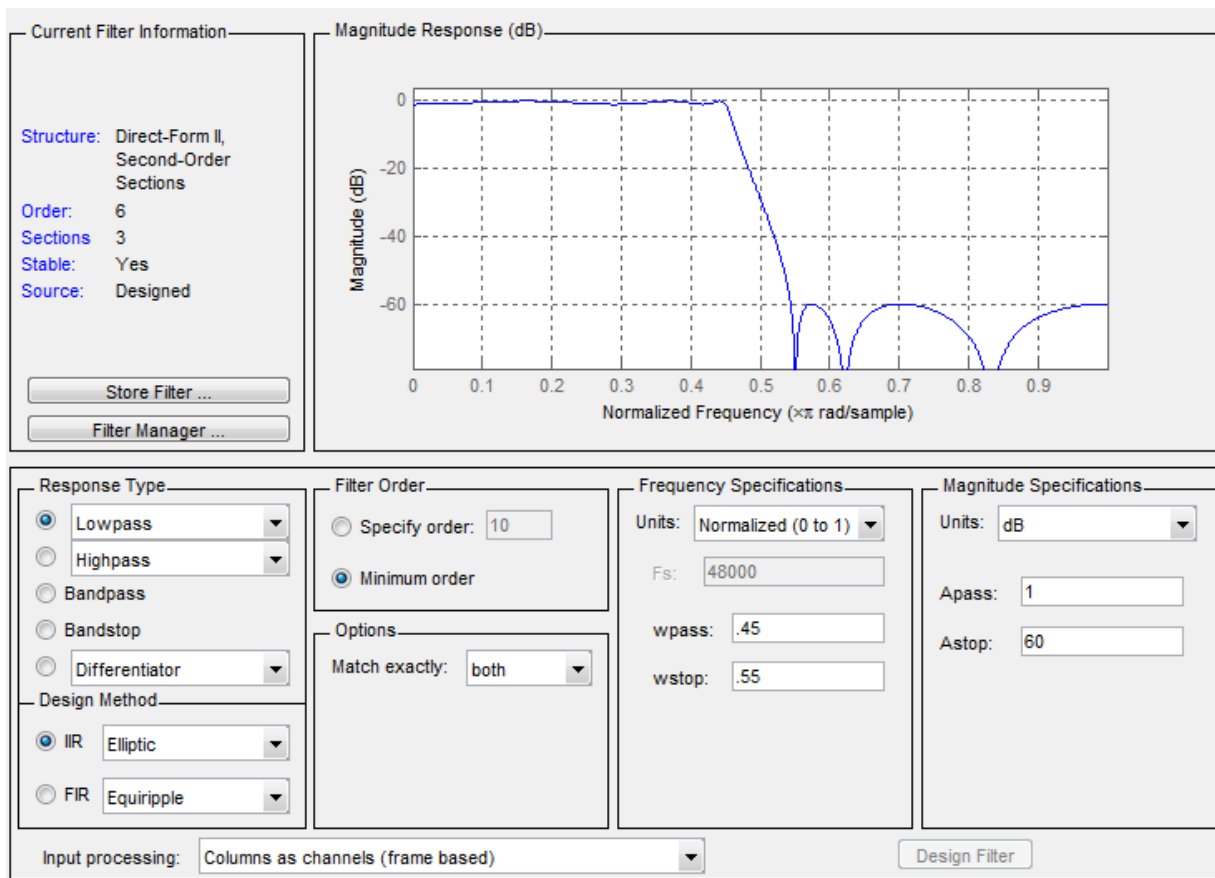 Current Filter Information
Structure: Direct-Form II,
Second-Order
Sections
Order: 6
Sections 3
Stable: Yes
Source: Designed
Store Filter ...
Filter Manager ...
Magnitude Response (dB)
Magnitude (dB)
0
-20
-40
-60
0 0.1 0.2 0.3 0.4 0.5 0.6 0.7 0.8 0.9
Normalized Frequency (×π rad/sample)
Response Type
Lowpass
Highpass
Bandpass
Bandstop
Differentiator
Design Method
IIR Elliptic
FIR Equiripple
Filter Order
Specify order: 10
Minimum order
Options
Match exactly: both
Frequency Specifications
Units: Normalized (0 to 1)
Fs: 48000
wpass: .45
wstop: .55
Magnitude Specifications
Units: dB
Apass: 1
Astop: 60
Input processing: Columns as channels (frame based)
Design Filter